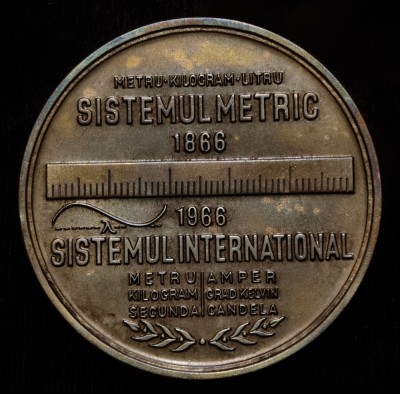 METRU·KILOGRAM·LITRU
SISTEMUL METRIC
1866
λ
1966
SISTEMUL INTERNATIONAL
METRU AMPER
KILOGRAM GRAD KELVIN
SECUNDA CANDELA